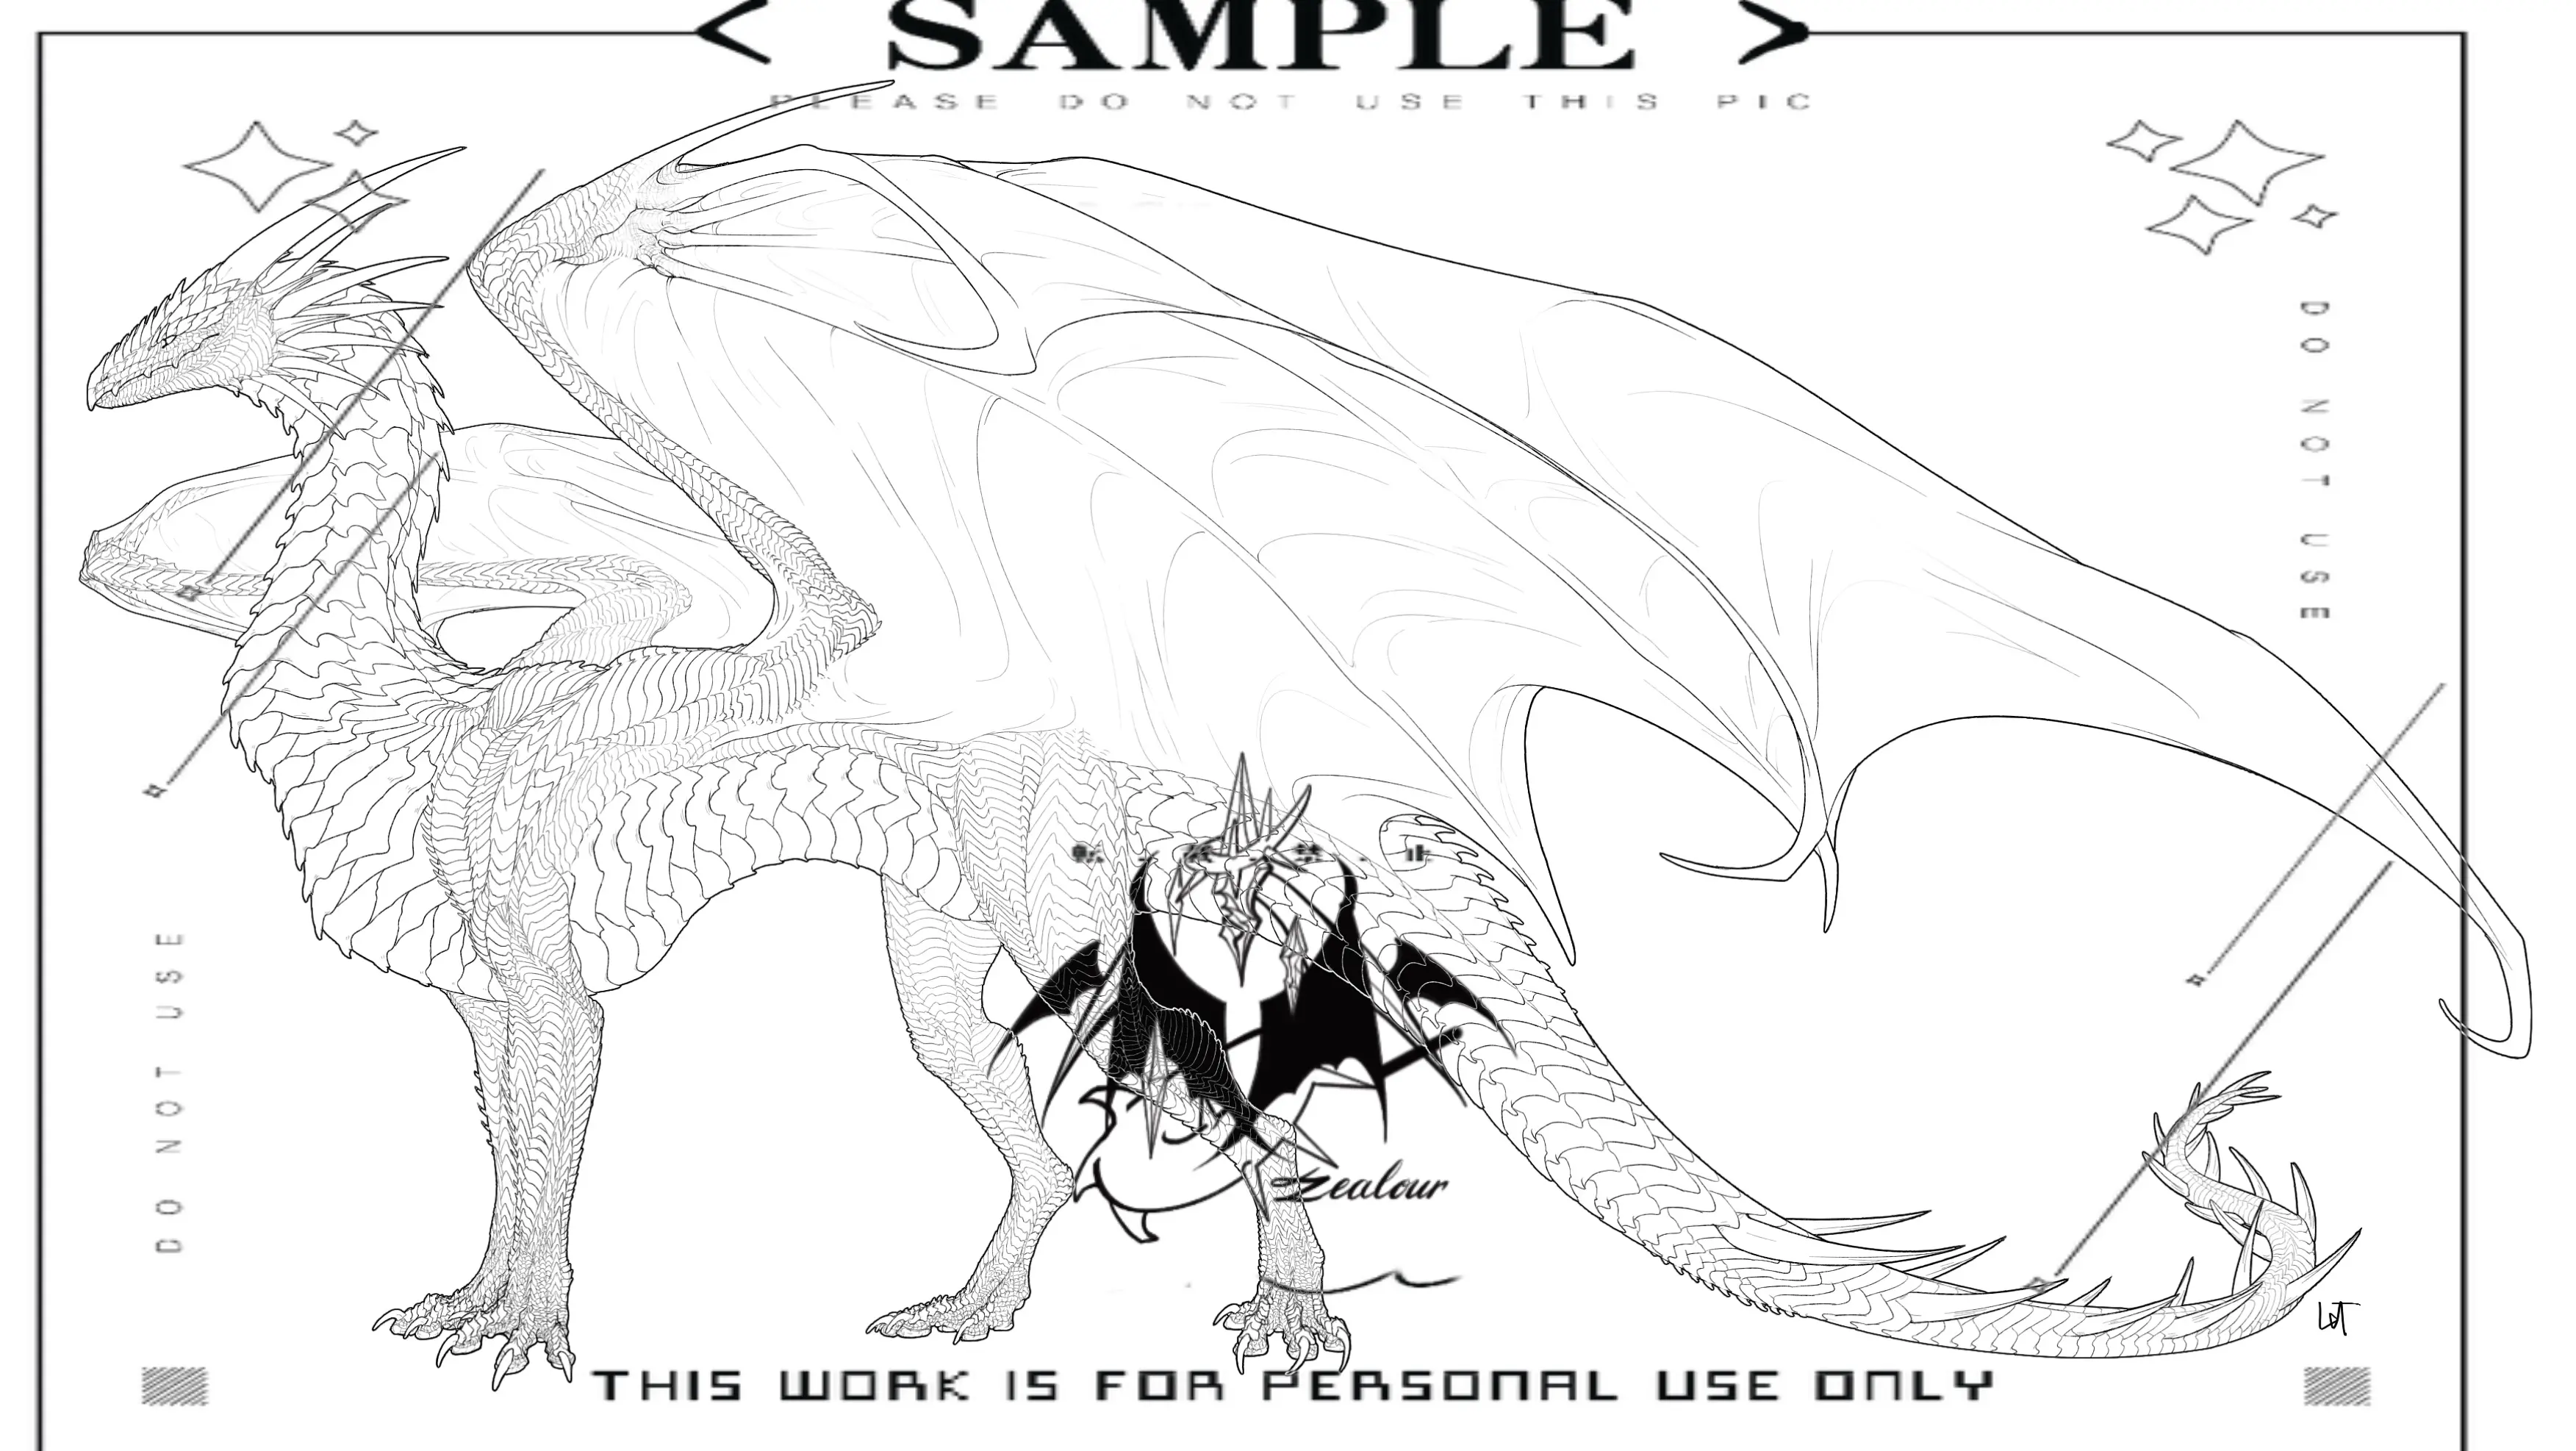 < SAMPLE >
PLEASE DO NOT USE THIS PIC
DO NOT USE
DO NOT USE
Zealour
LOT
THIS WORK IS FOR PERSONAL USE ONLY